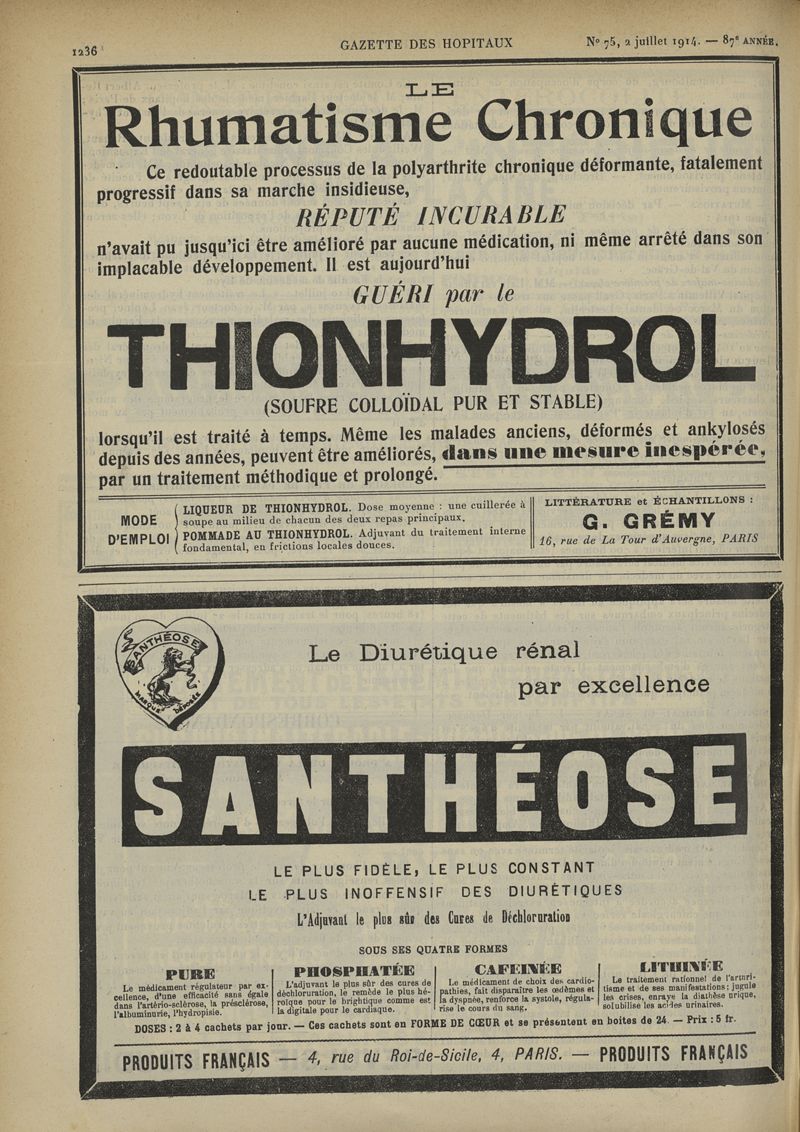 1236
GAZETTE DES HOPITAUX
No 75, 2 juillet 1914. — 87e ANNÉE.
LE
Rhumatisme Chronique
Ce redoutable processus de la polyarthrite chronique déformante, fatalement
progressif dans sa marche insidieuse,
RÉPUTÉ INCURABLE
n'avait pu jusqu'ici être amélioré par aucune médication, ni même arrêté dans son
implacable développement. Il est aujourd'hui
GUÉRI par le
THIONHYDROL
(SOUFRE COLLOÏDAL PUR ET STABLE)
lorsqu'il est traité à temps. Même les malades anciens, déformés et ankylosés
depuis des années, peuvent être améliorés, dans une mesure inespérée,
par un traitement méthodique et prolongé.
MODE
D'EMPLOI
LIQUEUR DE THIONHYDROL. Dose moyenne : une cuillerée à
soupe au milieu de chacun des deux repas principaux.
POMMADE AU THIONHYDROL. Adjuvant du traitement interne
fondamental, en frictions locales douces.
LITTÉRATURE et ÉCHANTILLONS :
G. GRÉMY
16, rue de La Tour d'Auvergne, PARIS
SANTHÉOSE
MARQUE DÉPOSÉE
Le Diurétique rénal
par excellence
SANTHÉOSE
LE PLUS FIDÈLE, LE PLUS CONSTANT
LE PLUS INOFFENSIF DES DIURÉTIQUES
L'Adjuvant le plus sûr des Cures de Déchloruration
SOUS SES QUATRE FORMES
PURE
Le médicament régulateur par ex-
cellence, d'une efficacité sans égale
dans l'artério-sclérose, la présclérose,
l'albuminurie, l'hydropisie.
PHOSPHATÉE
L'adjuvant le plus sûr des cures de
déchloruration, le remède le plus hé-
roïque pour le brightique comme est
la digitale pour le cardiaque.
CAFEINÉE
Le médicament de choix des cardio-
pathies, fait disparaître les œdèmes et
la dyspnée, renforce la systole, régula-
rise le cours du sang.
LITHINÉE
Le traitement rationnel de l'arthri-
tisme et de ses manifestations ; jugule
les crises, enraye la diathèse urique,
solubilise les acides urinaires.
DOSES : 2 à 4 cachets par jour. — Ces cachets sont en FORME DE CŒUR et se présentent en boites de 24. — Prix : 5 fr.
PRODUITS FRANÇAIS — 4, rue du Roi-de-Sicile, 4, PARIS. — PRODUITS FRANÇAIS